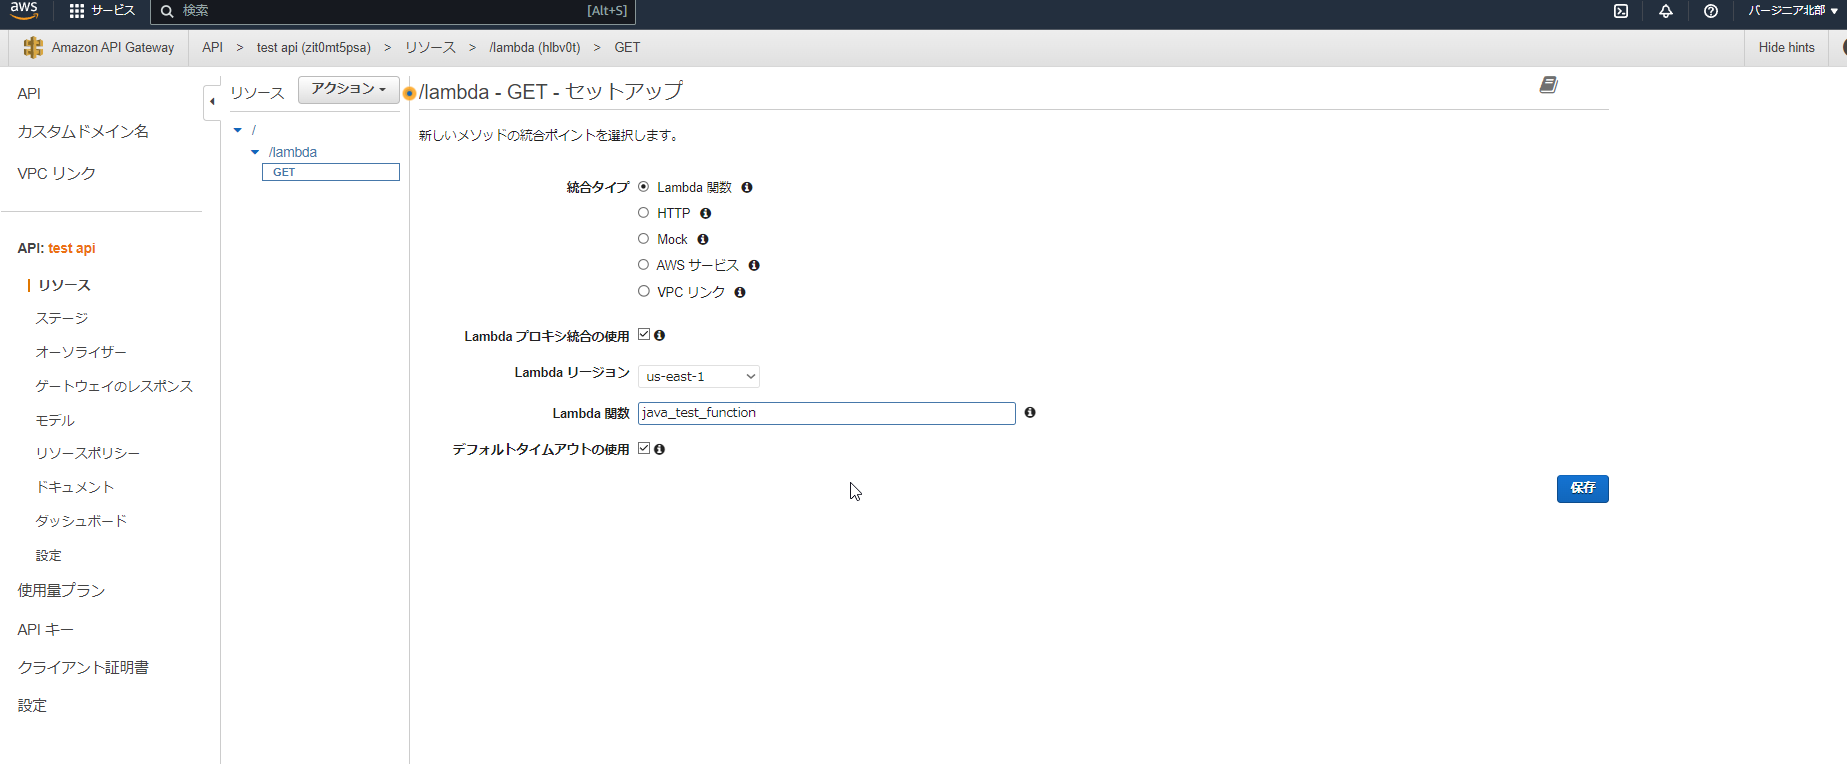 aws サービス 検索 [Alt+S] バージニア北部
Amazon API Gateway API > test api (zit0mt5psa) > リソース > /lambda (hlbv0t) > GET Hide hints
API
カスタムドメイン名
VPC リンク
API: test api
リソース
ステージ
オーソライザー
ゲートウェイのレスポンス
モデル
リソースポリシー
ドキュメント
ダッシュボード
設定
使用量プラン
API キー
クライアント証明書
設定
リソース アクション
/
/lambda
GET
/lambda - GET - セットアップ
新しいメソッドの統合ポイントを選択します。
統合タイプ Lambda 関数
HTTP
Mock
AWS サービス
VPC リンク
Lambda プロキシ統合の使用
Lambda リージョン us-east-1
Lambda 関数 java_test_function
デフォルトタイムアウトの使用
保存